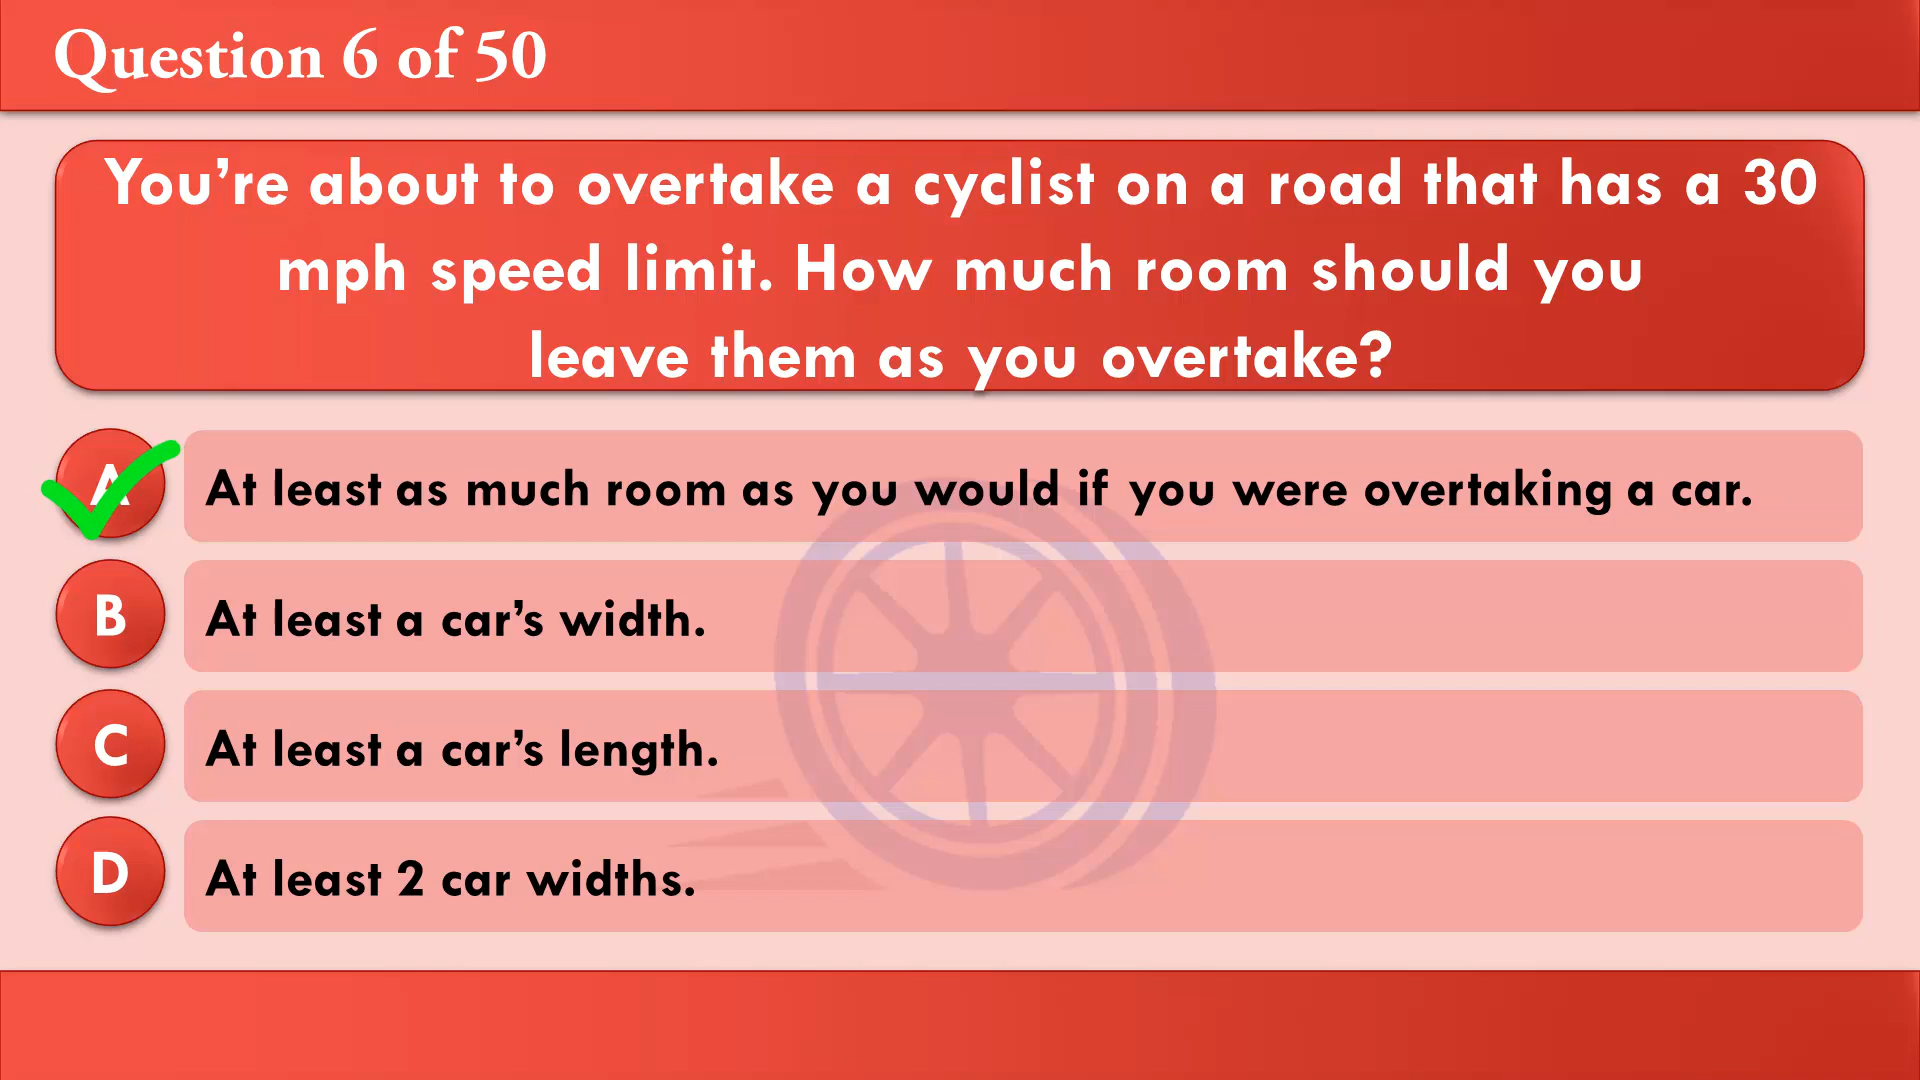 Question 6 of 50
You’re about to overtake a cyclist on a road that has a 30
mph speed limit. How much room should you
leave them as you overtake?
A At least as much room as you would if you were overtaking a car.
B At least a car’s width.
C At least a car’s length.
D At least 2 car widths.